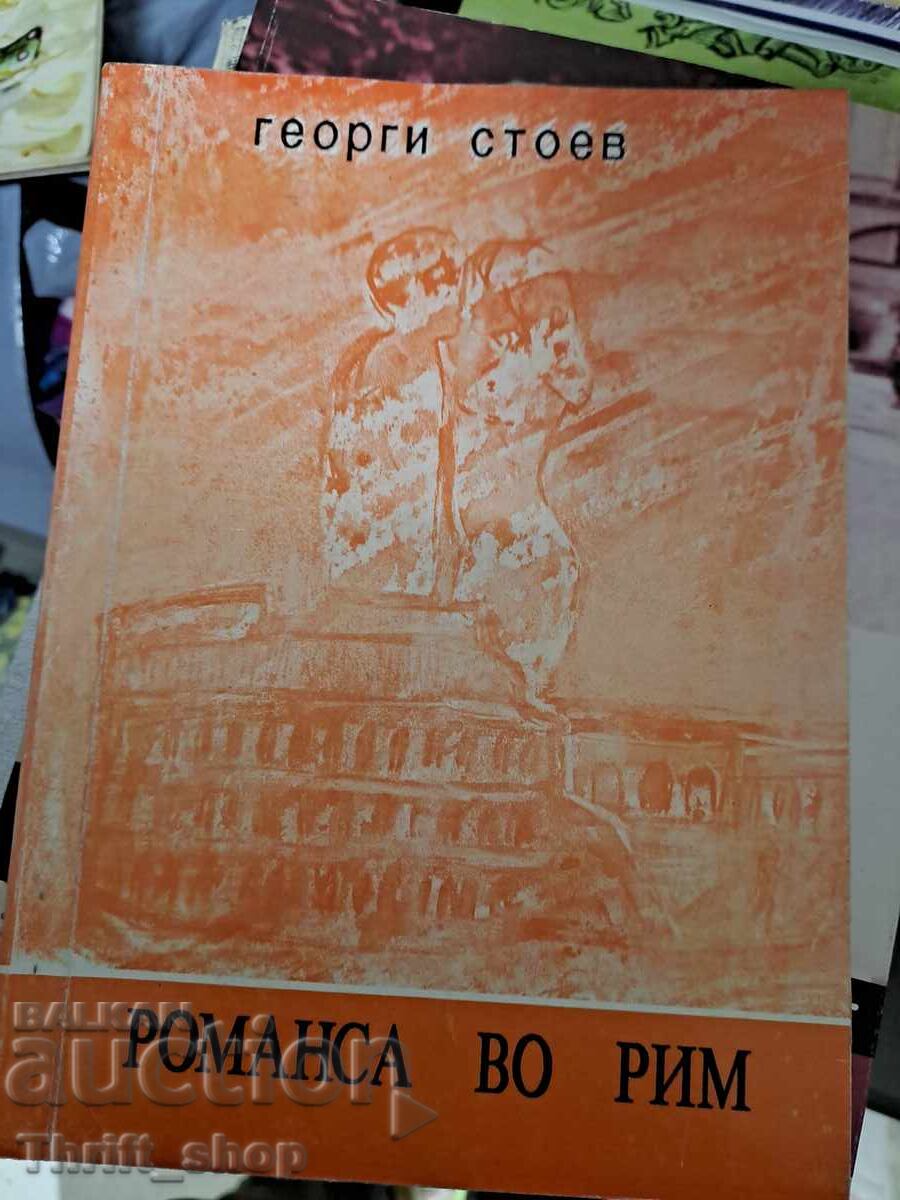 георги стоев
РОМАНСА ВО РИМ
BALKAN
auction
Thrift_shop